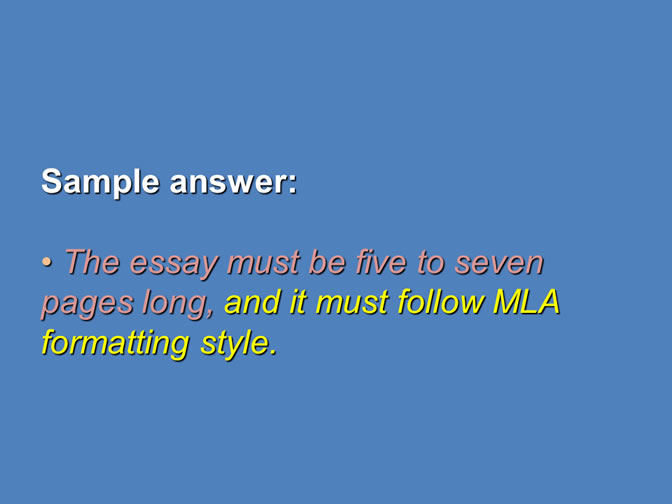 Sample answer:
• The essay must be five to seven
pages long, and it must follow MLA
formatting style.